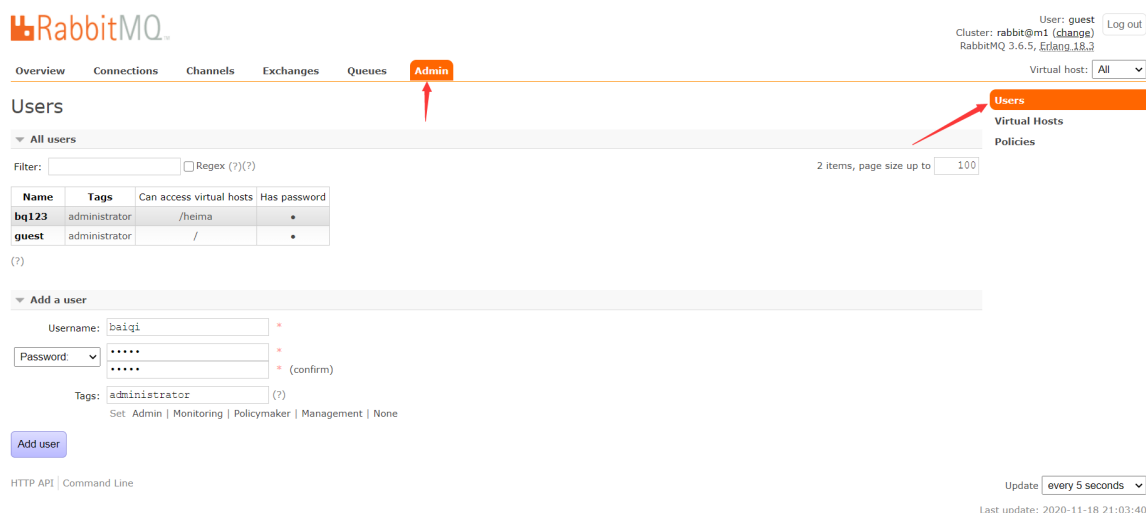 RabbitMQ
User: guest
Log out
Cluster: rabbit@m1 (change)
RabbitMQ 3.6.5, Erlang 18.3
Overview Connections Channels Exchanges Queues Admin
Virtual host: All
Users
Users
Virtual Hosts
Policies
All users
Filter: Regex (?)(?)
2 items, page size up to 100
Name Tags Can access virtual hosts Has password
bq123 administrator /heima •
guest administrator / •
(?)
Add a user
Username: baiqi *
Password: ••••• *
••••• * (confirm)
Tags: administrator (?)
Set Admin | Monitoring | Policymaker | Management | None
Add user
HTTP API | Command Line
Update every 5 seconds
Last update: 2020-11-18 21:03:40